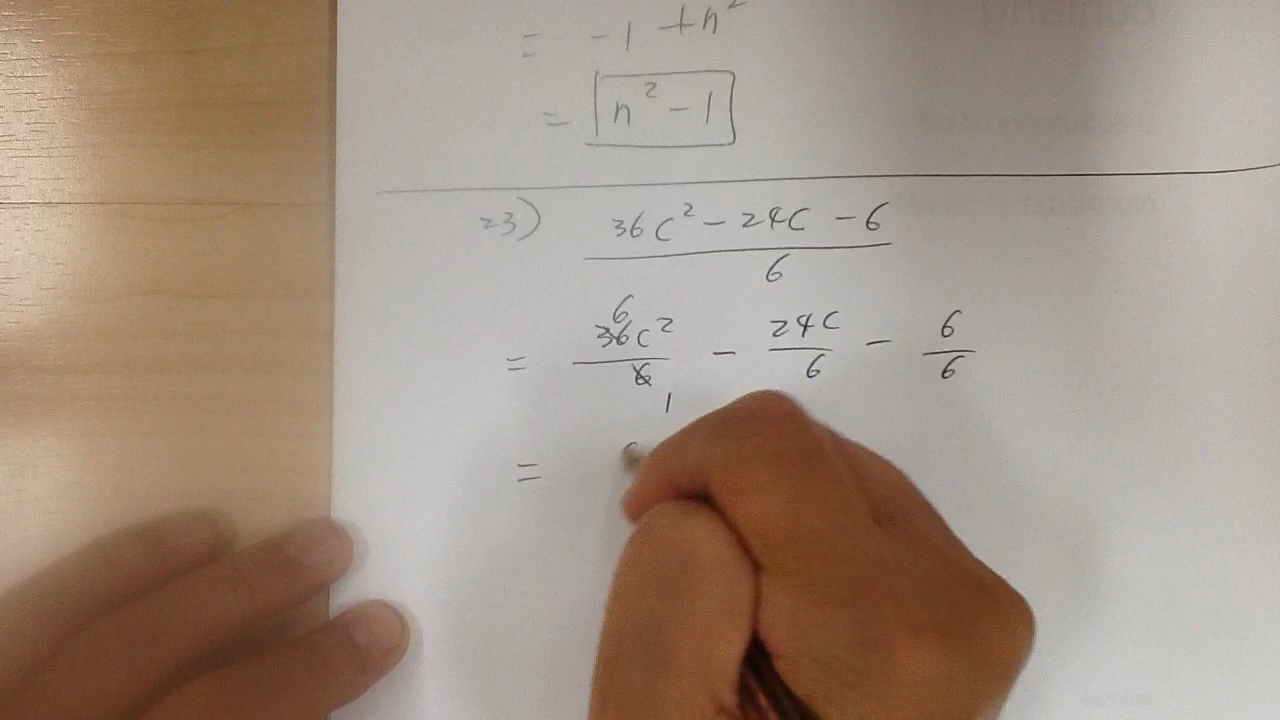 = -1 + n²
= n² - 1
23) 36c² - 24c - 6
6
6
= 36c² - 24c - 6
6 6 6
1
=